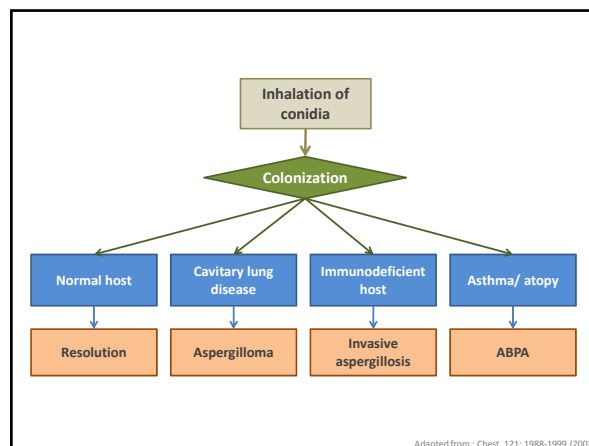 Inhalation of
conidia
Colonization
Normal host
Cavitary lung
disease
Immunodeficient
host
Asthma/ atopy
Resolution
Aspergilloma
Invasive
aspergillosis
ABPA
Adapted from : Chest. 121: 1988-1999 (200